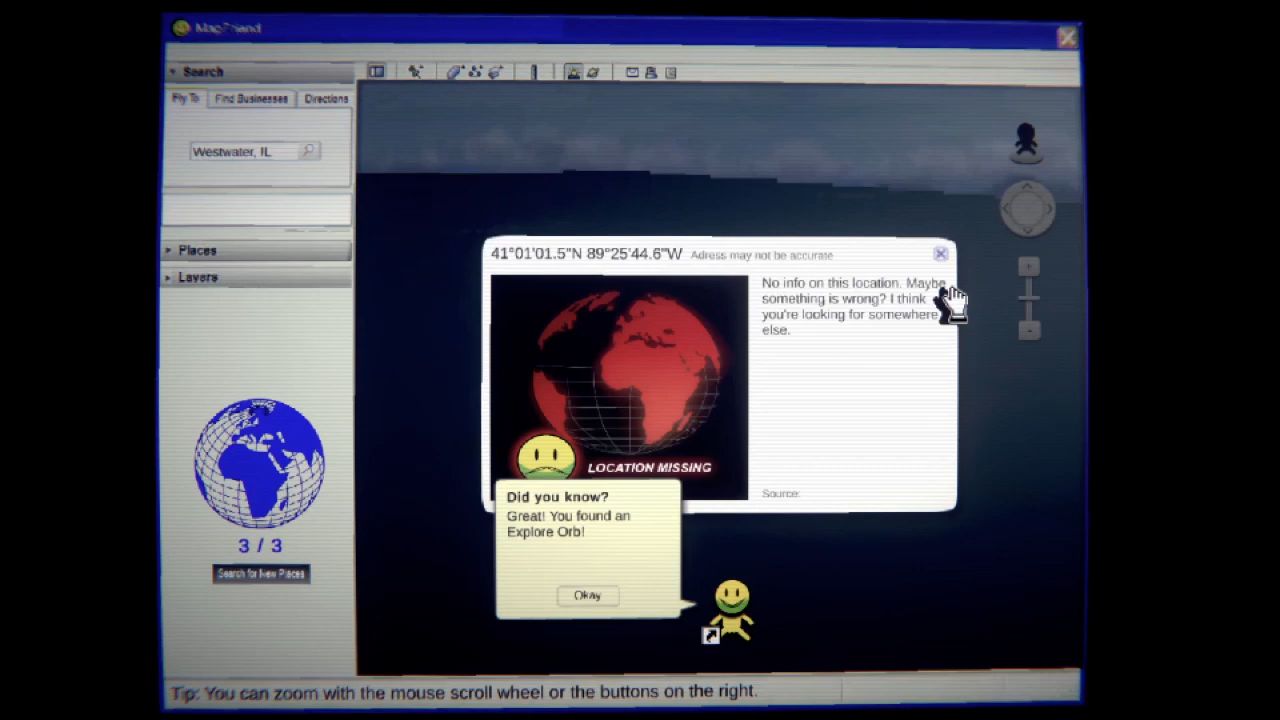 MapFriend
Search
Fly To
Find Businesses
Directions
Westwater, IL
Places
Layers
3 / 3
Search for New Places
41°01'01.5"N 89°25'44.6"W
Adress may not be accurate
No info on this location. Maybe
something is wrong? I think
you're looking for somewhere
else.
LOCATION MISSING
Source:
Did you know?
Great! You found an
Explore Orb!
Okay
Tip: You can zoom with the mouse scroll wheel or the buttons on the right.